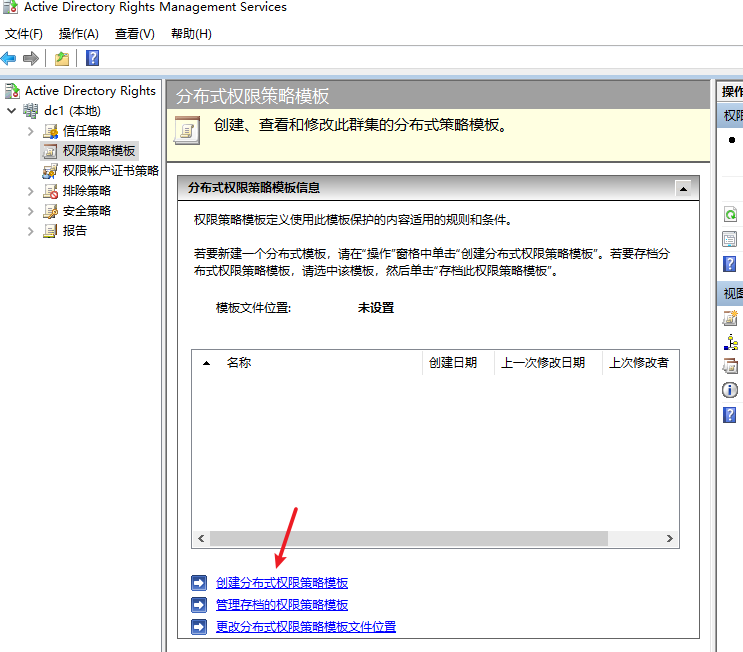 Active Directory Rights Management Services
文件(F) 操作(A) 查看(V) 帮助(H)
Active Directory Rights
dc1 (本地)
信任策略
权限策略模板
权限帐户证书策略
排除策略
安全策略
报告
分布式权限策略模板
创建、查看和修改此群集的分布式策略模板。
分布式权限策略模板信息
权限策略模板定义使用此模板保护的内容适用的规则和条件。
若要新建一个分布式模板，请在“操作”窗格中单击“创建分布式权限策略模板”。若要存档分
布式权限策略模板，请选中该模板，然后单击“存档此权限策略模板”。
模板文件位置: 未设置
名称 创建日期 上一次修改日期 上次修改者
创建分布式权限策略模板
管理存档的权限策略模板
更改分布式权限策略模板文件位置
操作
权限
视图